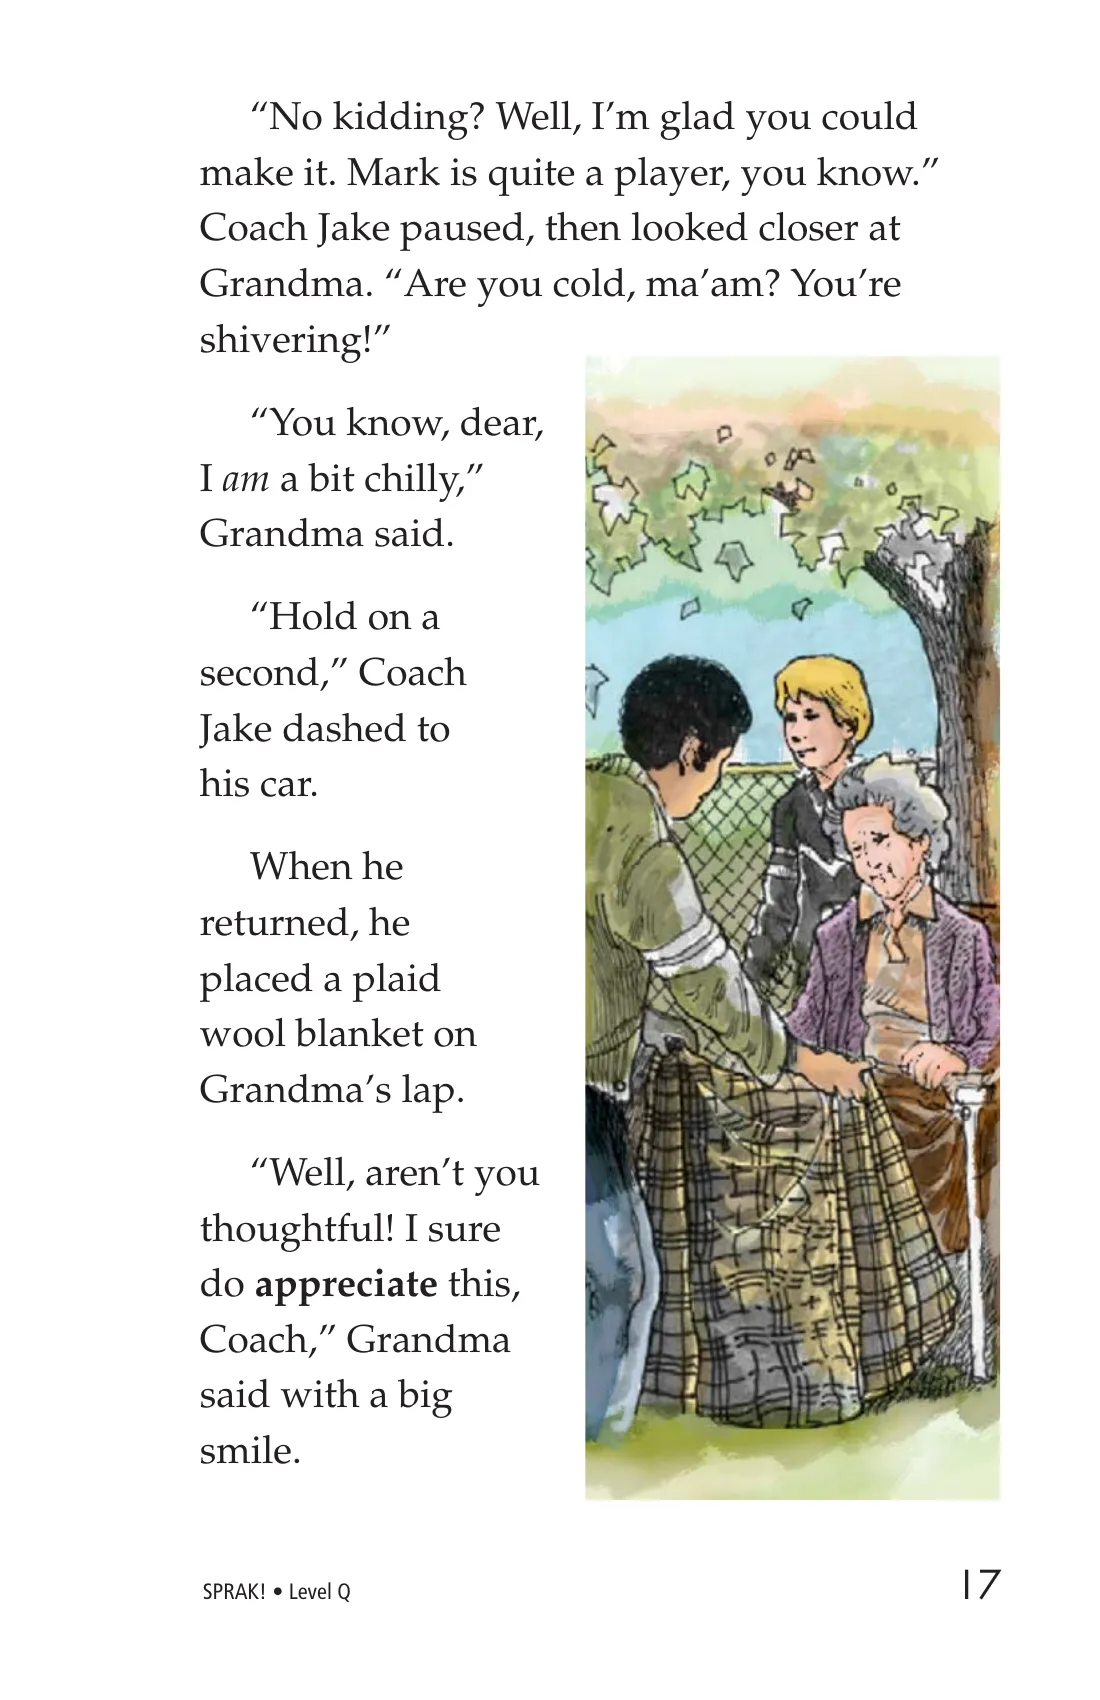 “No kidding? Well, I’m glad you could
make it. Mark is quite a player, you know.”
Coach Jake paused, then looked closer at
Grandma. “Are you cold, ma’am? You’re
shivering!”
“You know, dear,
I am a bit chilly,”
Grandma said.
“Hold on a
second,” Coach
Jake dashed to
his car.
When he
returned, he
placed a plaid
wool blanket on
Grandma’s lap.
“Well, aren’t you
thoughtful! I sure
do appreciate this,
Coach,” Grandma
said with a big
smile.
SPRAK! • Level Q
17